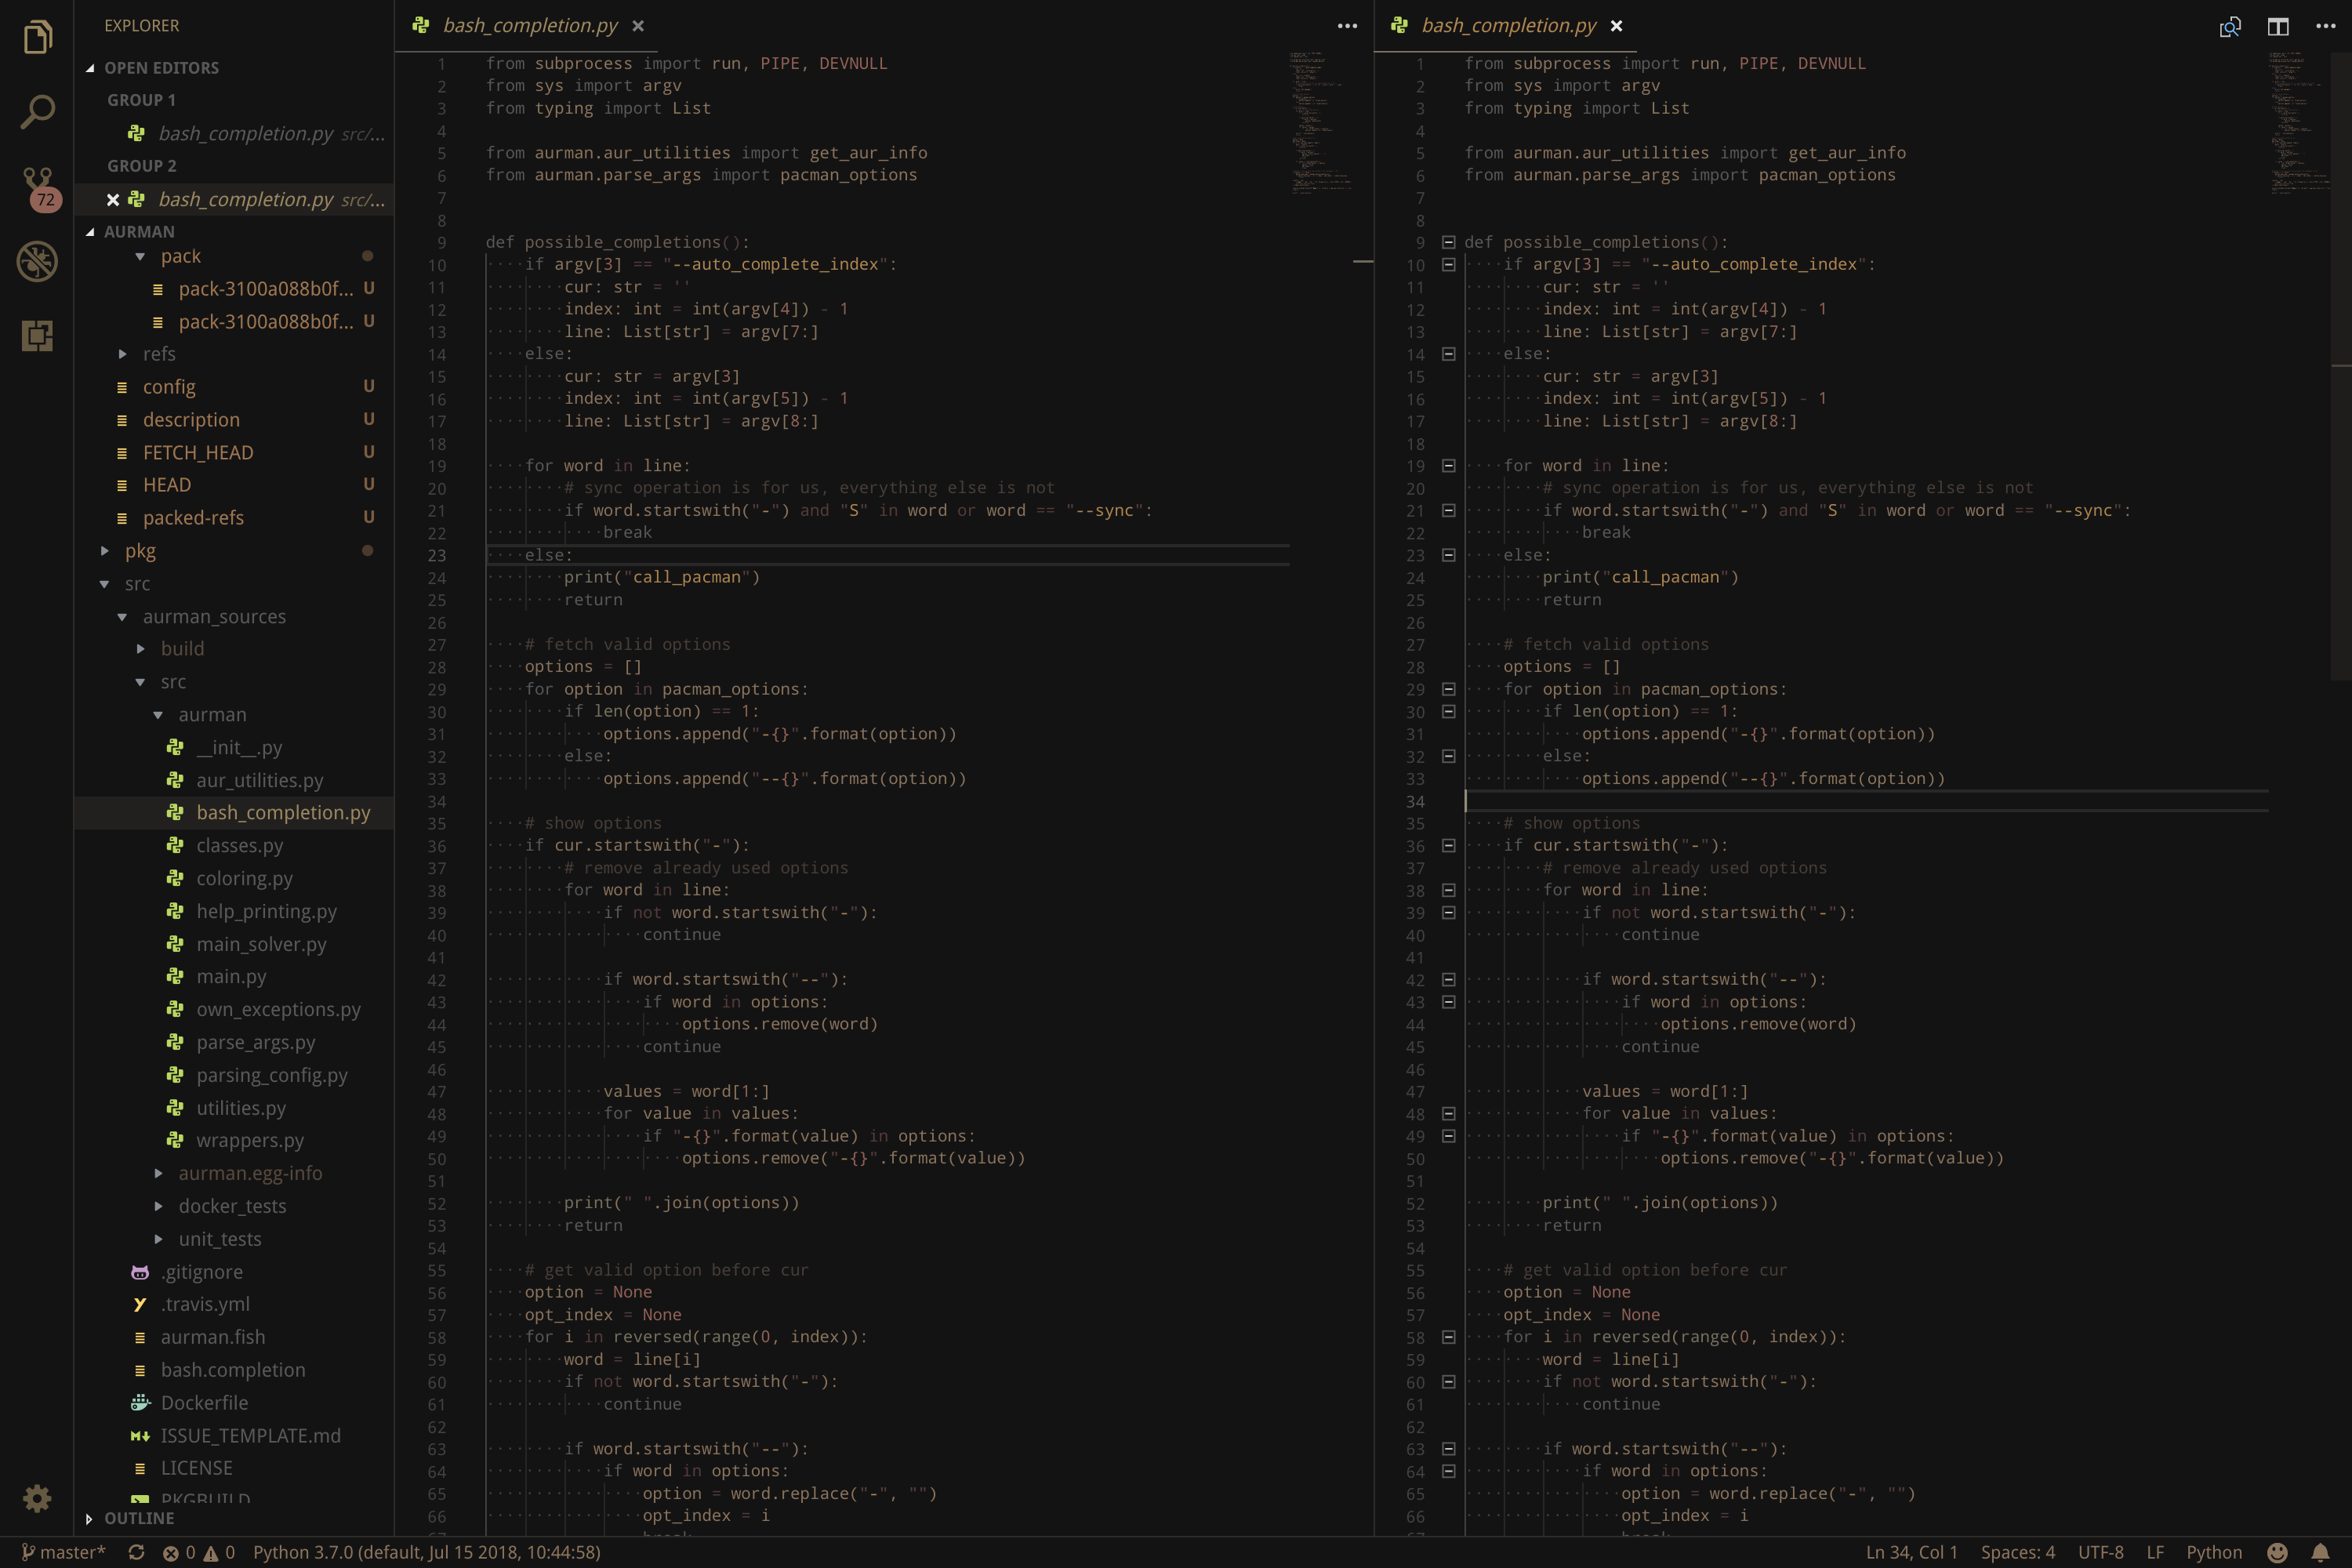 EXPLORER
OPEN EDITORS
GROUP 1
bash_completion.py src/...
GROUP 2
bash_completion.py src/...
72
AURMAN
pack
pack-3100a088b0f... U
pack-3100a088b0f... U
refs
config U
description U
FETCH_HEAD U
HEAD U
packed-refs U
pkg
src
aurman_sources
build
src
aurman
__init__.py
aur_utilities.py
bash_completion.py
classes.py
coloring.py
help_printing.py
main_solver.py
main.py
own_exceptions.py
parse_args.py
parsing_config.py
utilities.py
wrappers.py
aurman.egg-info
docker_tests
unit_tests
.gitignore
.travis.yml
aurman.fish
bash.completion
Dockerfile
ISSUE_TEMPLATE.md
LICENSE
PKGBUILD
OUTLINE
bash_completion.py
1 from subprocess import run, PIPE, DEVNULL
2 from sys import argv
3 from typing import List
4
5 from aurman.aur_utilities import get_aur_info
6 from aurman.parse_args import pacman_options
7
8
9 def possible_completions():
10     if argv[3] == "--auto_complete_index":
11         cur: str = ''
12         index: int = int(argv[4]) - 1
13         line: List[str] = argv[7:]
14     else:
15         cur: str = argv[3]
16         index: int = int(argv[5]) - 1
17         line: List[str] = argv[8:]
18
19     for word in line:
20         # sync operation is for us, everything else is not
21         if word.startswith("-") and "S" in word or word == "--sync":
22             break
23     else:
24         print("call_pacman")
25         return
26
27     # fetch valid options
28     options = []
29     for option in pacman_options:
30         if len(option) == 1:
31             options.append("-{}".format(option))
32         else:
33             options.append("--{}".format(option))
34
35     # show options
36     if cur.startswith("-"):
37         # remove already used options
38         for word in line:
39             if not word.startswith("-"):
40                 continue
41
42             if word.startswith("--"):
43                 if word in options:
44                     options.remove(word)
45                 continue
46
47             values = word[1:]
48             for value in values:
49                 if "-{}".format(value) in options:
50                     options.remove("-{}".format(value))
51
52         print(" ".join(options))
53         return
54
55     # get valid option before cur
56     option = None
57     opt_index = None
58     for i in reversed(range(0, index)):
59         word = line[i]
60         if not word.startswith("-"):
61             continue
62
63         if word.startswith("--"):
64             if word in options:
65                 option = word.replace("-", "")
66                 opt_index = i
67                 break
bash_completion.py
1 from subprocess import run, PIPE, DEVNULL
2 from sys import argv
3 from typing import List
4
5 from aurman.aur_utilities import get_aur_info
6 from aurman.parse_args import pacman_options
7
8
9 def possible_completions():
10     if argv[3] == "--auto_complete_index":
11         cur: str = ''
12         index: int = int(argv[4]) - 1
13         line: List[str] = argv[7:]
14     else:
15         cur: str = argv[3]
16         index: int = int(argv[5]) - 1
17         line: List[str] = argv[8:]
18
19     for word in line:
20         # sync operation is for us, everything else is not
21         if word.startswith("-") and "S" in word or word == "--sync":
22             break
23     else:
24         print("call_pacman")
25         return
26
27     # fetch valid options
28     options = []
29     for option in pacman_options:
30         if len(option) == 1:
31             options.append("-{}".format(option))
32         else:
33             options.append("--{}".format(option))
34
35     # show options
36     if cur.startswith("-"):
37         # remove already used options
38         for word in line:
39             if not word.startswith("-"):
40                 continue
41
42             if word.startswith("--"):
43                 if word in options:
44                     options.remove(word)
45                 continue
46
47             values = word[1:]
48             for value in values:
49                 if "-{}".format(value) in options:
50                     options.remove("-{}".format(value))
51
52         print(" ".join(options))
53         return
54
55     # get valid option before cur
56     option = None
57     opt_index = None
58     for i in reversed(range(0, index)):
59         word = line[i]
60         if not word.startswith("-"):
61             continue
62
63         if word.startswith("--"):
64             if word in options:
65                 option = word.replace("-", "")
66                 opt_index = i
67                 break
master* 0 0 Python 3.7.0 (default, Jul 15 2018, 10:44:58) Ln 34, Col 1 Spaces: 4 UTF-8 LF Python